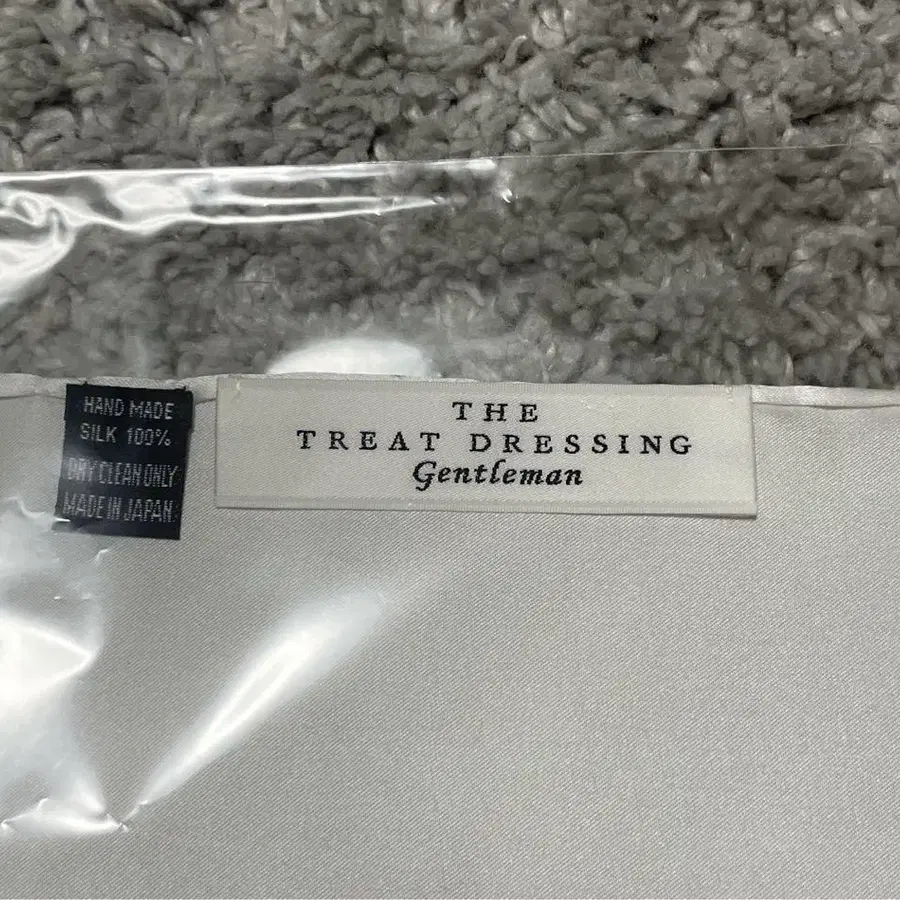 HAND MADE
SILK 100%
DRY CLEAN ONLY
MADE IN JAPAN
THE
TREAT DRESSING
Gentleman